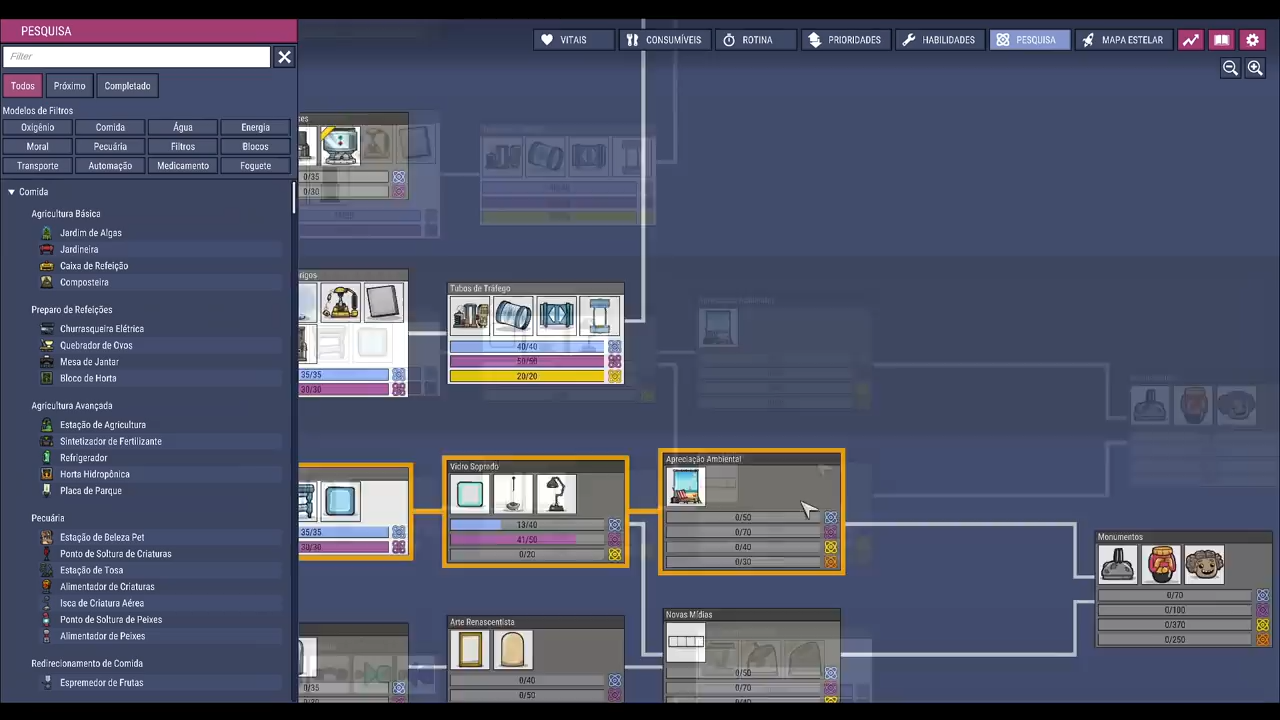 PESQUISA
VITAIS
CONSUMÍVEIS
ROTINA
PRIORIDADES
HABILIDADES
PESQUISA
MAPA ESTELAR
Filter
Todos
Próximo
Completado
Modelos de Filtros
Oxigênio
Comida
Água
Energia
Moral
Pecuária
Filtros
Blocos
Transporte
Automação
Medicamento
Foguete
Comida
Agricultura Básica
Jardim de Algas
Jardineira
Caixa de Refeição
Composteira
Preparo de Refeições
Churrasqueira Elétrica
Quebrador de Ovos
Mesa de Jantar
Bloco de Horta
Agricultura Avançada
Estação de Agricultura
Sintetizador de Fertilizante
Refrigerador
Horta Hidropônica
Placa de Parque
Pecuária
Estação de Beleza Pet
Ponto de Soltura de Criaturas
Estação de Tosa
Alimentador de Criaturas
Isca de Criatura Aérea
Ponto de Soltura de Peixes
Alimentador de Peixes
Redirecionamento de Comida
Espremedor de Frutas
0/35
0/30
Tubos de Tráfego
40/40
50/50
20/20
35/35
30/30
Vidro Soprado
13/40
41/50
0/20
Apreciação Ambiental
0/50
0/70
0/40
0/30
35/35
30/30
Monumentos
0/70
0/100
0/370
0/250
Arte Renascentista
0/40
0/50
Novas Mídias
0/50
0/70
0/35